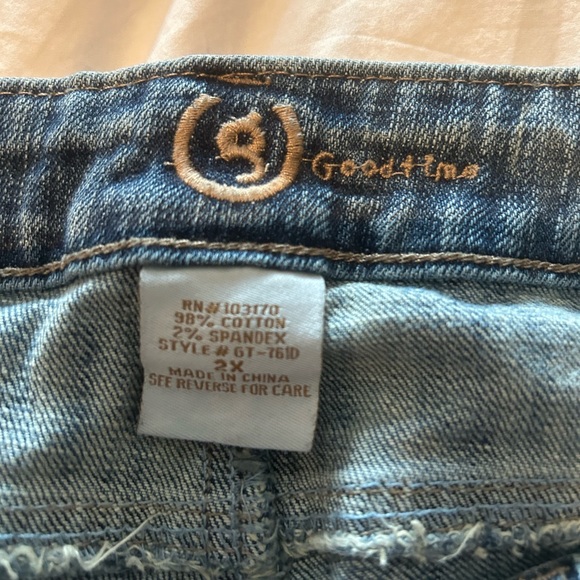 g Goodtime
RN#103170
98% COTTON
2% SPANDEX
STYLE# GT-761D
2X
MADE IN CHINA
SEE REVERSE FOR CARE